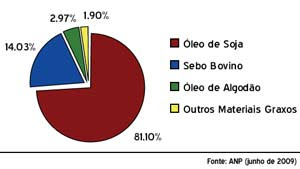 2.97%
1.90%
14.03%
81.10%
Óleo de Soja
Sebo Bovino
Óleo de Algodão
Outros Materiais Graxos
Fonte: ANP (junho de 2009)